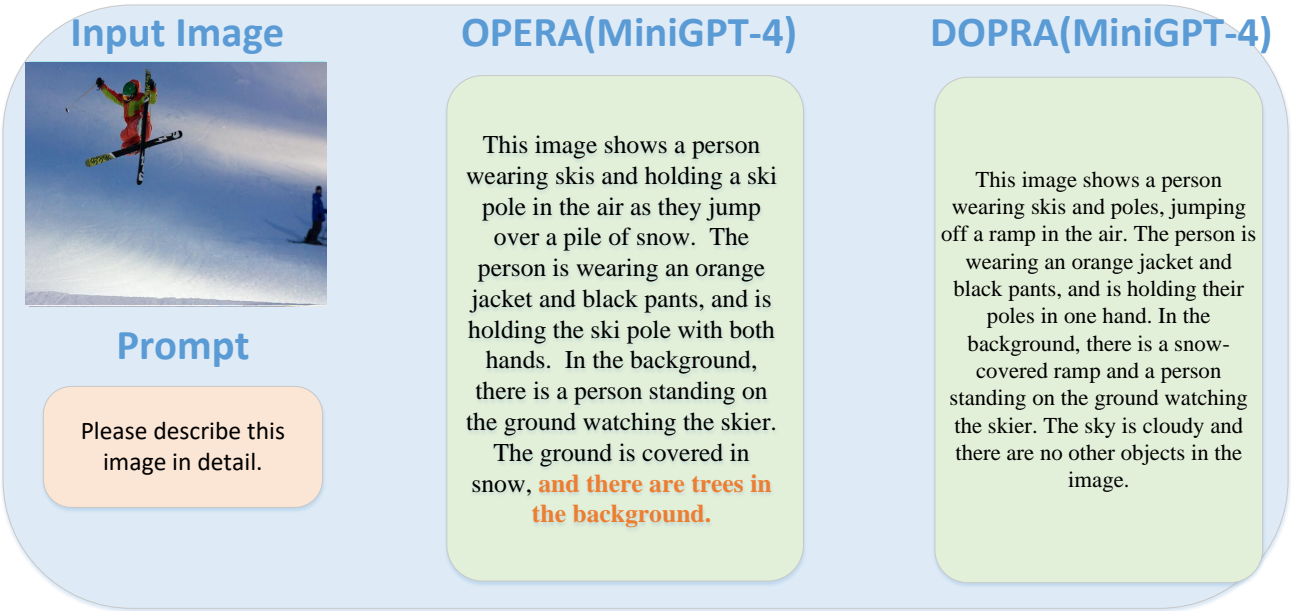 Input Image
Prompt
Please describe this
image in detail.
OPERA(MiniGPT-4)
This image shows a person
wearing skis and holding a ski
pole in the air as they jump
over a pile of snow. The
person is wearing an orange
jacket and black pants, and is
holding the ski pole with both
hands. In the background,
there is a person standing on
the ground watching the skier.
The ground is covered in
snow, and there are trees in
the background.
DOPRA(MiniGPT-4)
This image shows a person
wearing skis and poles, jumping
off a ramp in the air. The person is
wearing an orange jacket and
black pants, and is holding their
poles in one hand. In the
background, there is a snow-
covered ramp and a person
standing on the ground watching
the skier. The sky is cloudy and
there are no other objects in the
image.